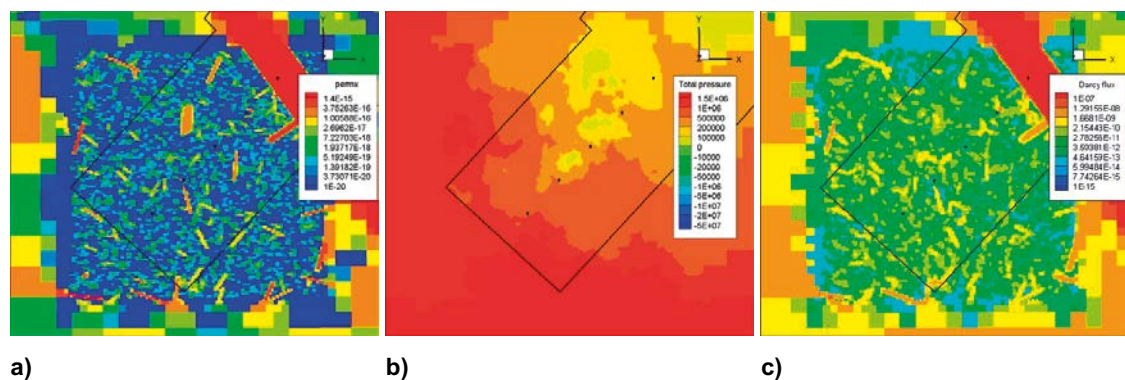 Y
X
permx
1.4E-15
3.75263E-16
1.00588E-16
2.6962E-17
7.22703E-18
1.93717E-18
5.19249E-19
1.39182E-19
3.73071E-20
1E-20
Y
Z
X
Total pressure
1.5E+06
1E+06
500000
200000
100000
0
-10000
-20000
-50000
-1E+06
-5E+06
-1E+07
-2E+07
-5E+07
Y
X
Darcy flux
1E-07
1.29155E-08
1.6681E-09
2.15443E-10
2.78256E-11
3.59381E-12
4.64159E-13
5.99484E-14
7.74264E-15
1E-15
a)
b)
c)